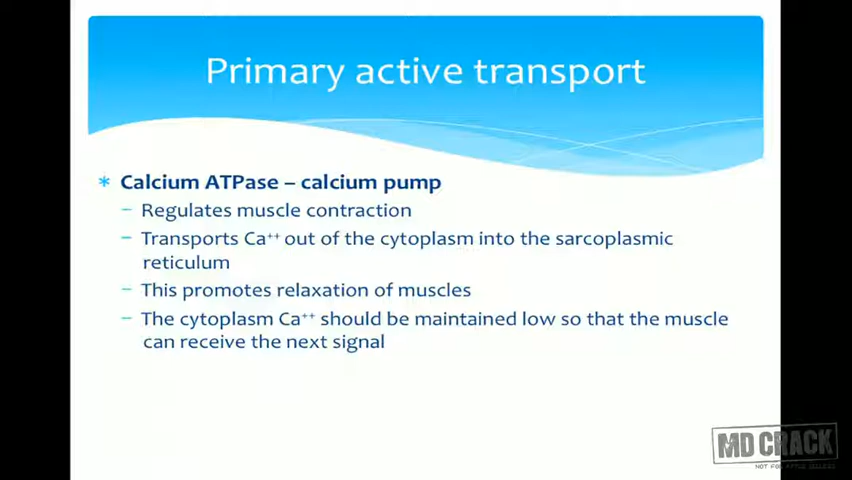 Primary active transport
* Calcium ATPase – calcium pump
– Regulates muscle contraction
– Transports Ca⁺⁺ out of the cytoplasm into the sarcoplasmic
reticulum
– This promotes relaxation of muscles
– The cytoplasm Ca⁺⁺ should be maintained low so that the muscle
can receive the next signal
MD CRACK